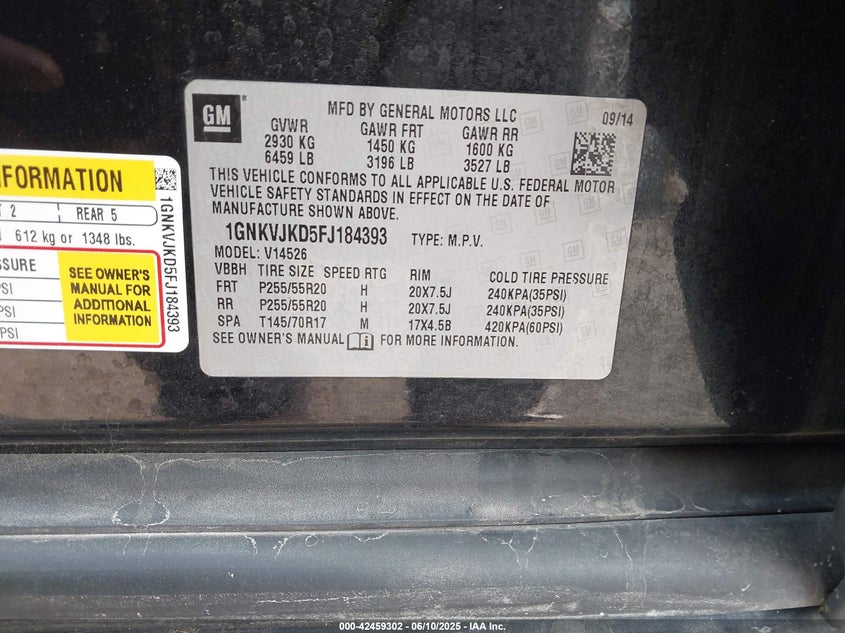 GM
MFD BY GENERAL MOTORS LLC 09/14
GVWR GAWR FRT GAWR RR
2930 KG 1450 KG 1600 KG
6459 LB 3196 LB 3527 LB
THIS VEHICLE CONFORMS TO ALL APPLICABLE U.S. FEDERAL MOTOR
VEHICLE SAFETY STANDARDS IN EFFECT ON THE DATE OF
MANUFACTURE SHOWN ABOVE.
1GNKVJKD5FJ184393 TYPE: M.P.V.
MODEL: V14526
VBBH TIRE SIZE SPEED RTG RIM COLD TIRE PRESSURE
FRT P255/55R20 H 20X7.5J 240KPA(35PSI)
RR P255/55R20 H 20X7.5J 240KPA(35PSI)
SPA T145/70R17 M 17X4.5B 420KPA(60PSI)
SEE OWNER'S MANUAL i FOR MORE INFORMATION.
2 REAR 5
612 kg or 1348 lbs.
PSI
PSI
PSI
SEE OWNER'S
MANUAL FOR
ADDITIONAL
INFORMATION
1GNKVJKD5FJ184393
000-42459302 - 06/10/2025 - IAA Inc.